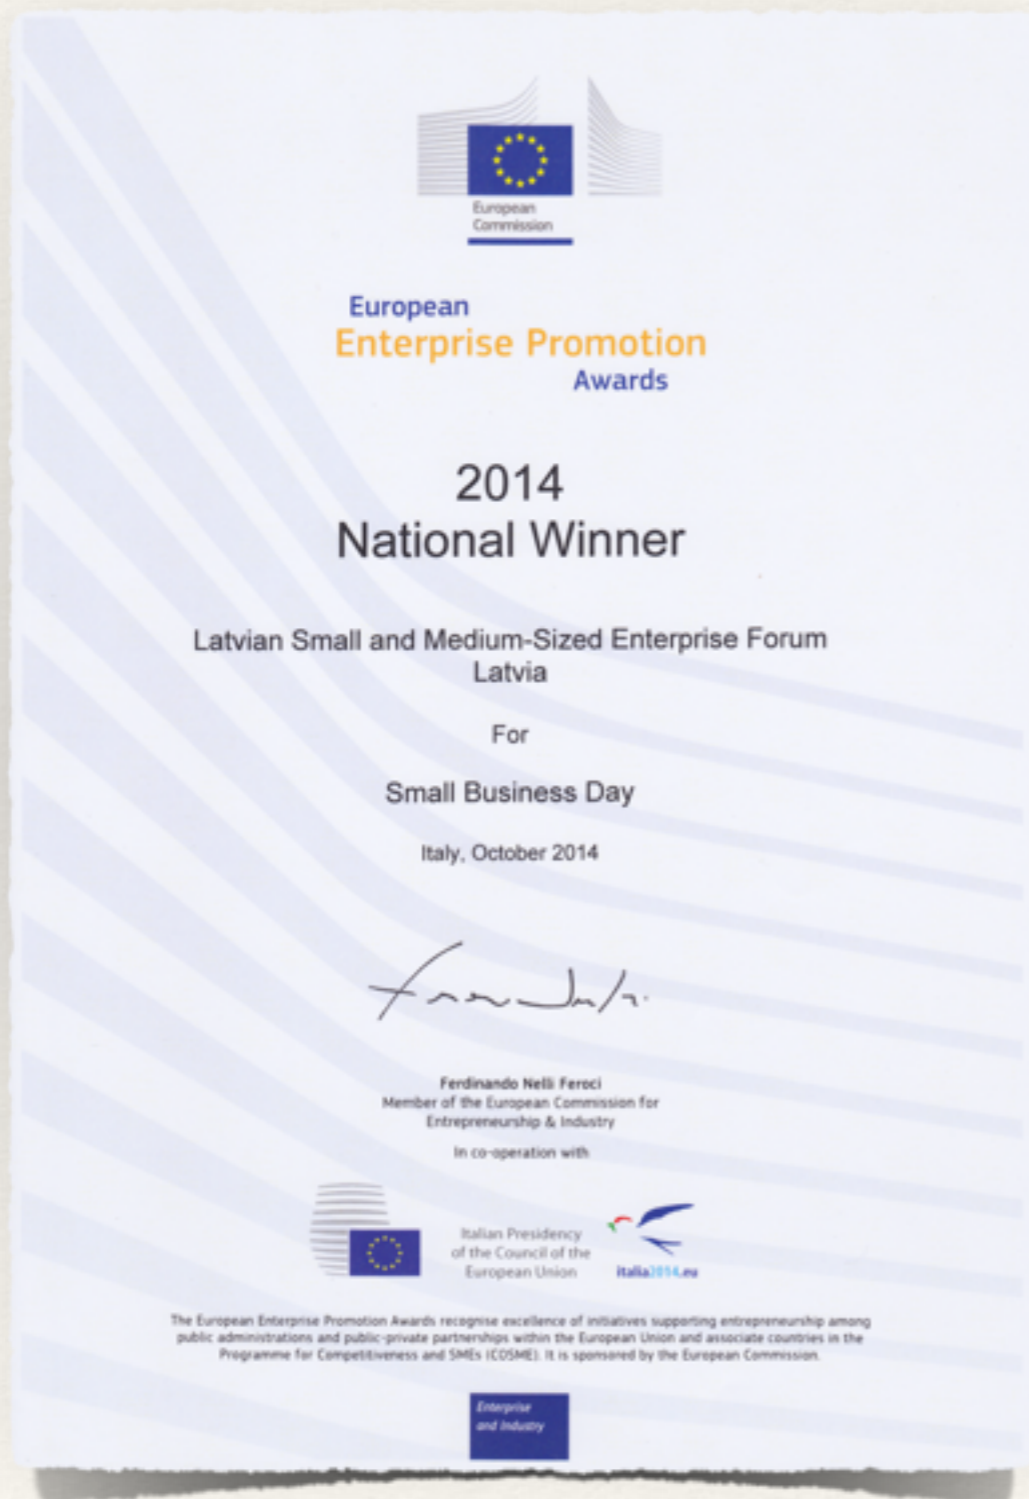 European
Commission
European
Enterprise Promotion
Awards
2014
National Winner
Latvian Small and Medium-Sized Enterprise Forum
Latvia
For
Small Business Day
Italy, October 2014
Ferdinando Nelli Feroci
Member of the European Commission for
Entrepreneurship & Industry
In co-operation with
Italian Presidency
of the Council of the
European Union
italia2014.eu
The European Enterprise Promotion Awards recognise excellence of initiatives supporting entrepreneurship among
public administrations and public-private partnerships within the European Union and associate countries in the
Programme for Competitiveness and SMEs (COSME). It is sponsored by the European Commission.
Enterprise
and Industry